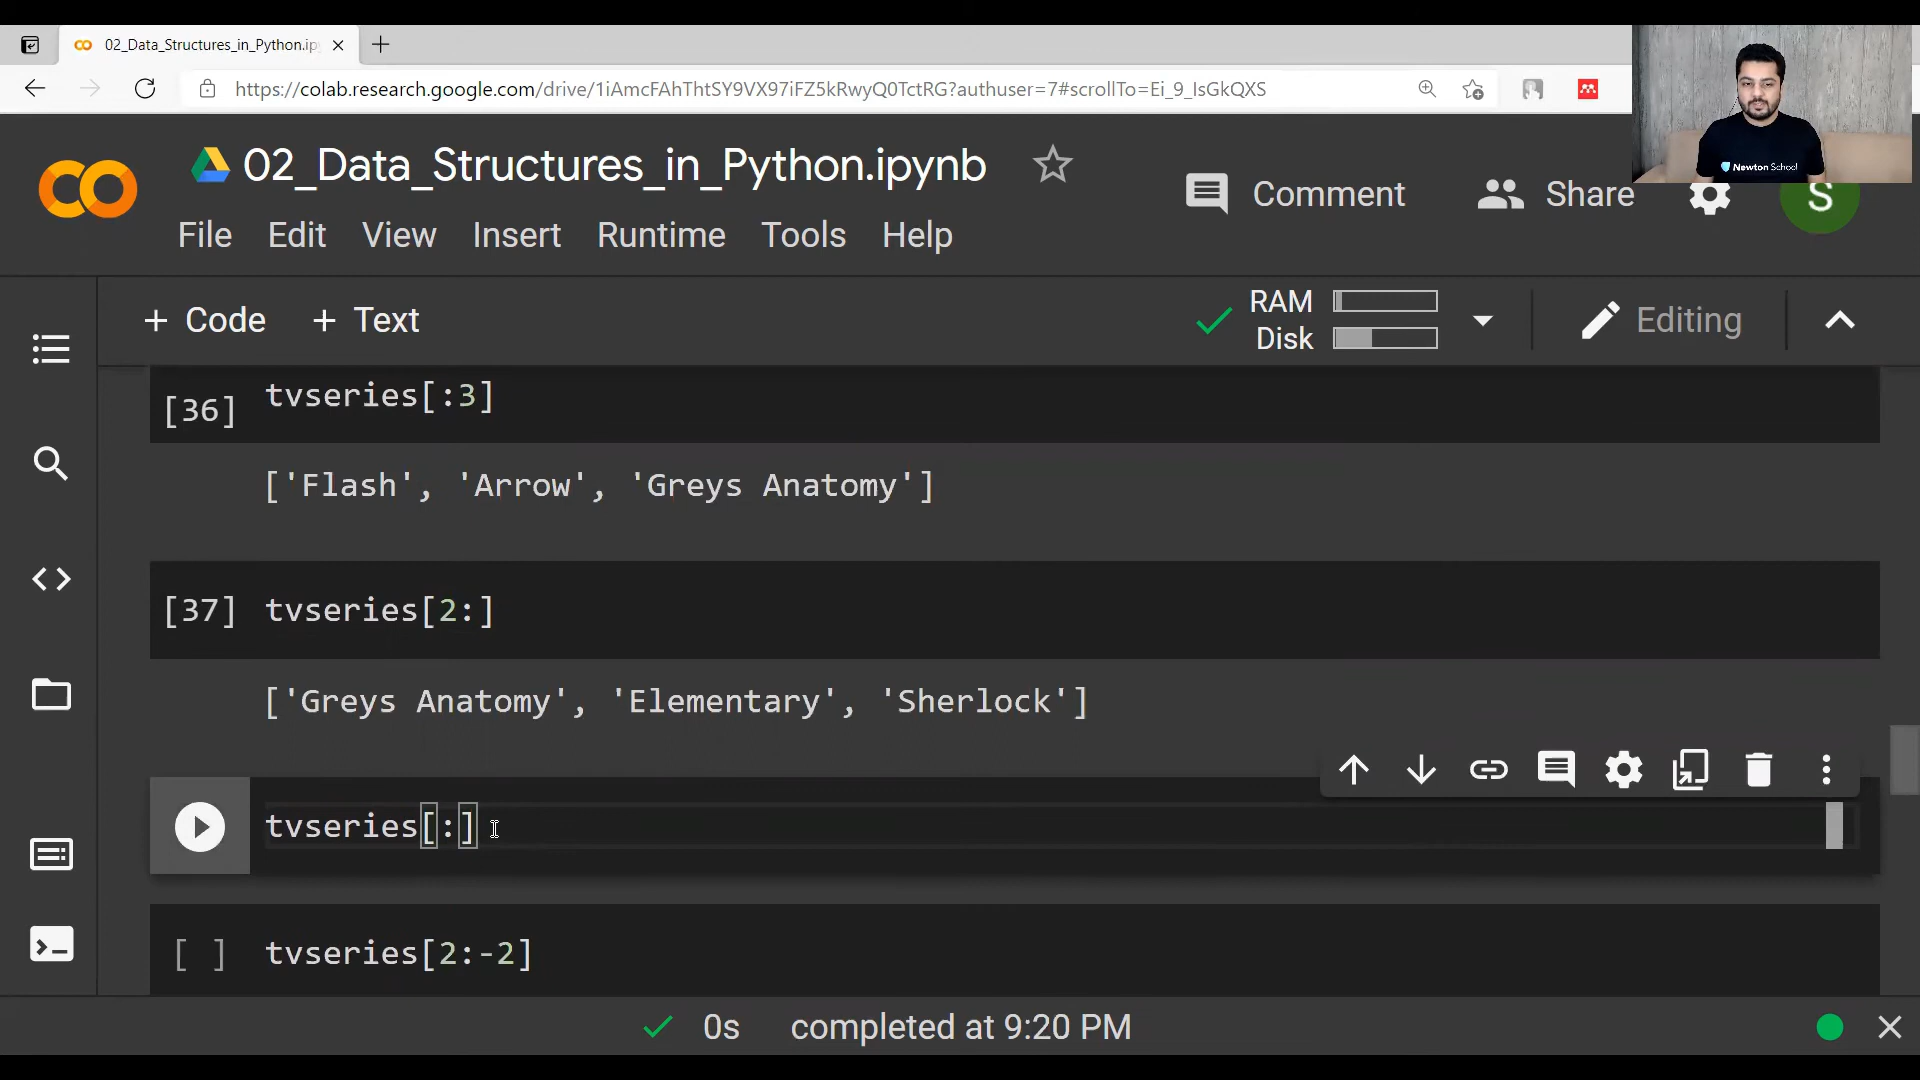 02_Data_Structures_in_Python.ip
https://colab.research.google.com/drive/1iAmcFAhThtSY9VX97iFZ5kRwyQ0TctRG?authuser=7#scrollTo=Ei_9_IsGkQXS
Newton School
02_Data_Structures_in_Python.ipynb
Comment
Share
S
File Edit View Insert Runtime Tools Help
+ Code + Text
RAM
Disk
Editing
[36] tvseries[:3]
['Flash', 'Arrow', 'Greys Anatomy']
[37] tvseries[2:]
['Greys Anatomy', 'Elementary', 'Sherlock']
tvseries[:]
[ ] tvseries[2:-2]
0s completed at 9:20 PM